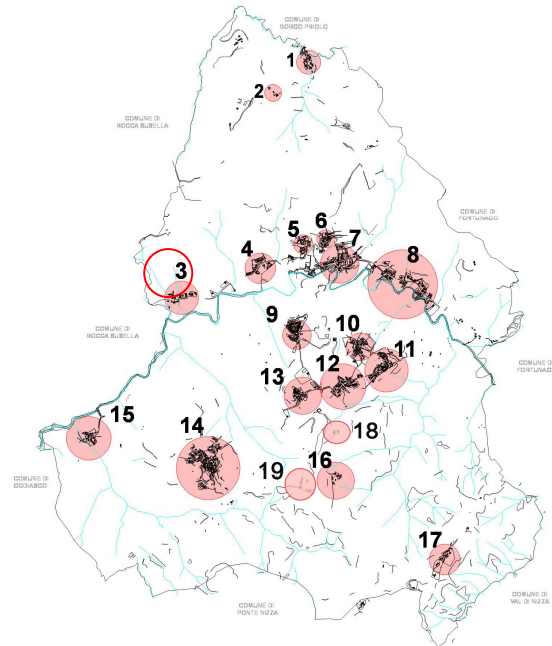 COMUNE DI
BORGO PRIOLO
1
2
COMUNE DI
ROCCA SUSELLA
COMUNE DI
FORTUNAGO
5
6
4
7
8
3
COMUNE DI
ROCCA SUSELLA
9
10
11
12
13
COMUNE DI
FORTUNAGO
15
14
18
19
16
COMUNE DI
GODIASCO
17
COMUNE DI
PONTE NIZZA
COMUNE DI
VAL DI NIZZA